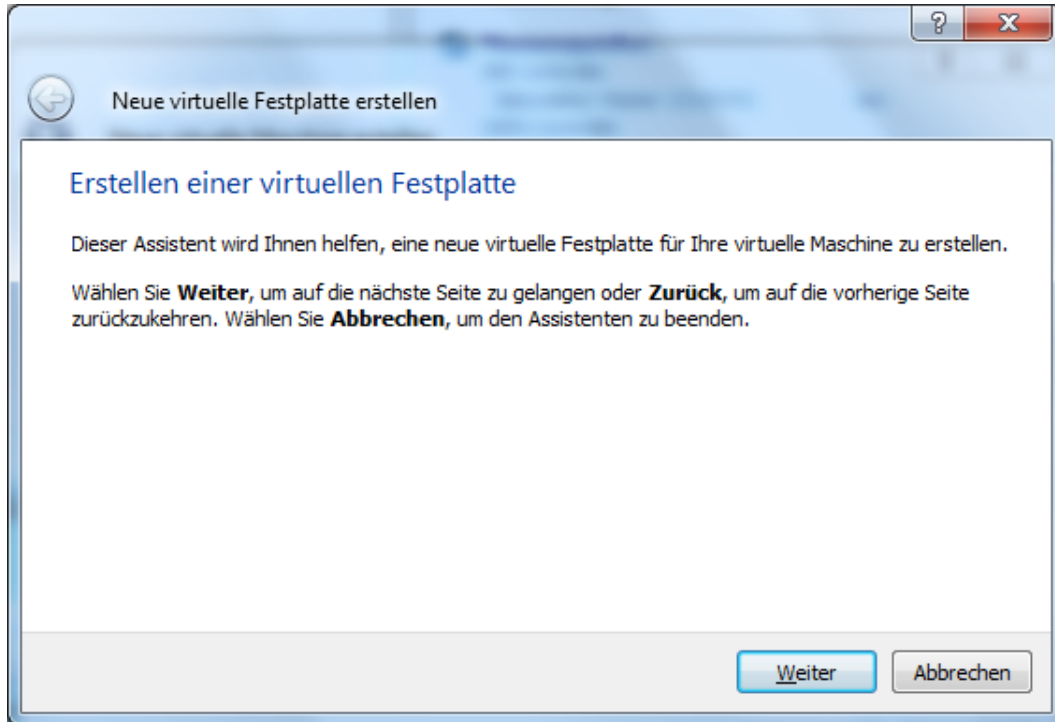 Neue virtuelle Festplatte erstellen
Erstellen einer virtuellen Festplatte
Dieser Assistent wird Ihnen helfen, eine neue virtuelle Festplatte für Ihre virtuelle Maschine zu erstellen.
Wählen Sie Weiter, um auf die nächste Seite zu gelangen oder Zurück, um auf die vorherige Seite
zurückzukehren. Wählen Sie Abbrechen, um den Assistenten zu beenden.
Weiter Abbrechen